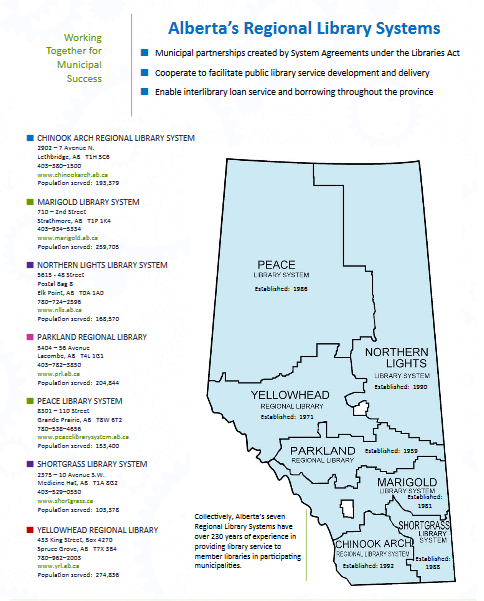 Working
Together for
Municipal
Success
Alberta's Regional Library Systems
Municipal partnerships created by System Agreements under the Libraries Act
Cooperate to facilitate public library service development and delivery
Enable interlibrary loan service and borrowing throughout the province
CHINOOK ARCH REGIONAL LIBRARY SYSTEM
2902 – 7 Avenue N.
Lethbridge, AB T1H 5C6
403–380–1500
www.chinookarch.ab.ca
Population served: 193,379
MARIGOLD LIBRARY SYSTEM
710 – 2nd Street
Strathmore, AB T1P 1K4
403–934–5334
www.marigold.ab.ca
Population served: 259,705
NORTHERN LIGHTS LIBRARY SYSTEM
5615 - 48 Street
Postal Bag 8
Elk Point, AB T0A 1A0
780–724–2596
www.nlls.ab.ca
Population served: 168,570
PARKLAND REGIONAL LIBRARY
5404 – 56 Avenue
Lacombe, AB T4L 1G1
403–782–3850
www.prl.ab.ca
Population served: 204,844
PEACE LIBRARY SYSTEM
8301 – 110 Street
Grande Prairie, AB T8W 6T2
780–538–4656
www.peacelibrarysystem.ab.ca
Population served: 153,400
SHORTGRASS LIBRARY SYSTEM
2375 – 10 Avenue S.W.
Medicine Hat, AB T1A 8G2
403–529–0550
www.shortgrass.ca
Population served: 103,578
YELLOWHEAD REGIONAL LIBRARY
433 King Street, Box 4270
Spruce Grove, AB T7X 3B4
780–962–2003
www.yrl.ab.ca
Population served: 274,836
PEACE
LIBRARY SYSTEM
Established: 1986
NORTHERN
LIGHTS
LIBRARY SYSTEM
Established: 1990
YELLOWHEAD
REGIONAL LIBRARY
Established: 1971
PARKLAND
REGIONAL LIBRARY
Established: 1959
MARIGOLD
LIBRARY SYSTEM
Established:
1981
SHORTGRASS
LIBRARY
SYSTEM
Established:
1988
CHINOOK ARCH
REGIONAL LIBRARY SYSTEM
Established: 1992
Collectively, Alberta's seven
Regional Library Systems have
over 230 years of experience in
providing library service to
member libraries in participating
municipalities.